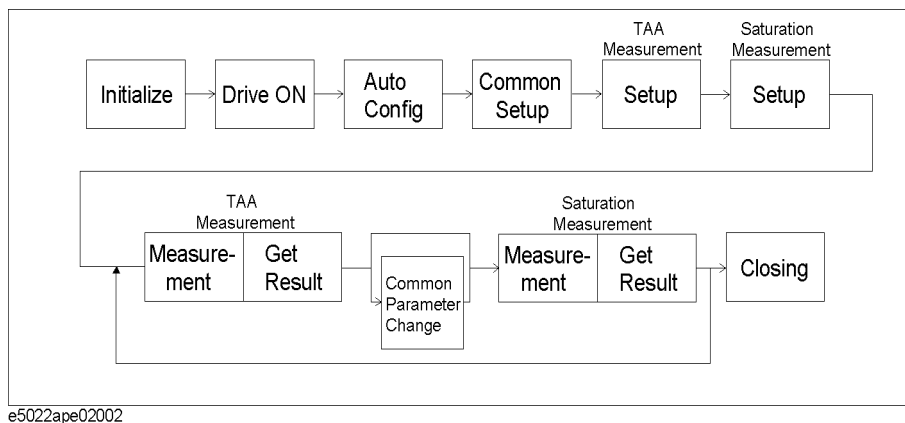 TAA
Measurement
Saturation
Measurement
Initialize
Drive ON
Auto
Config
Common
Setup
Setup
Setup
TAA
Measurement
Saturation
Measurement
Measure-
ment
Get
Result
Common
Parameter
Change
Measure-
ment
Get
Result
Closing
e5022ape02002